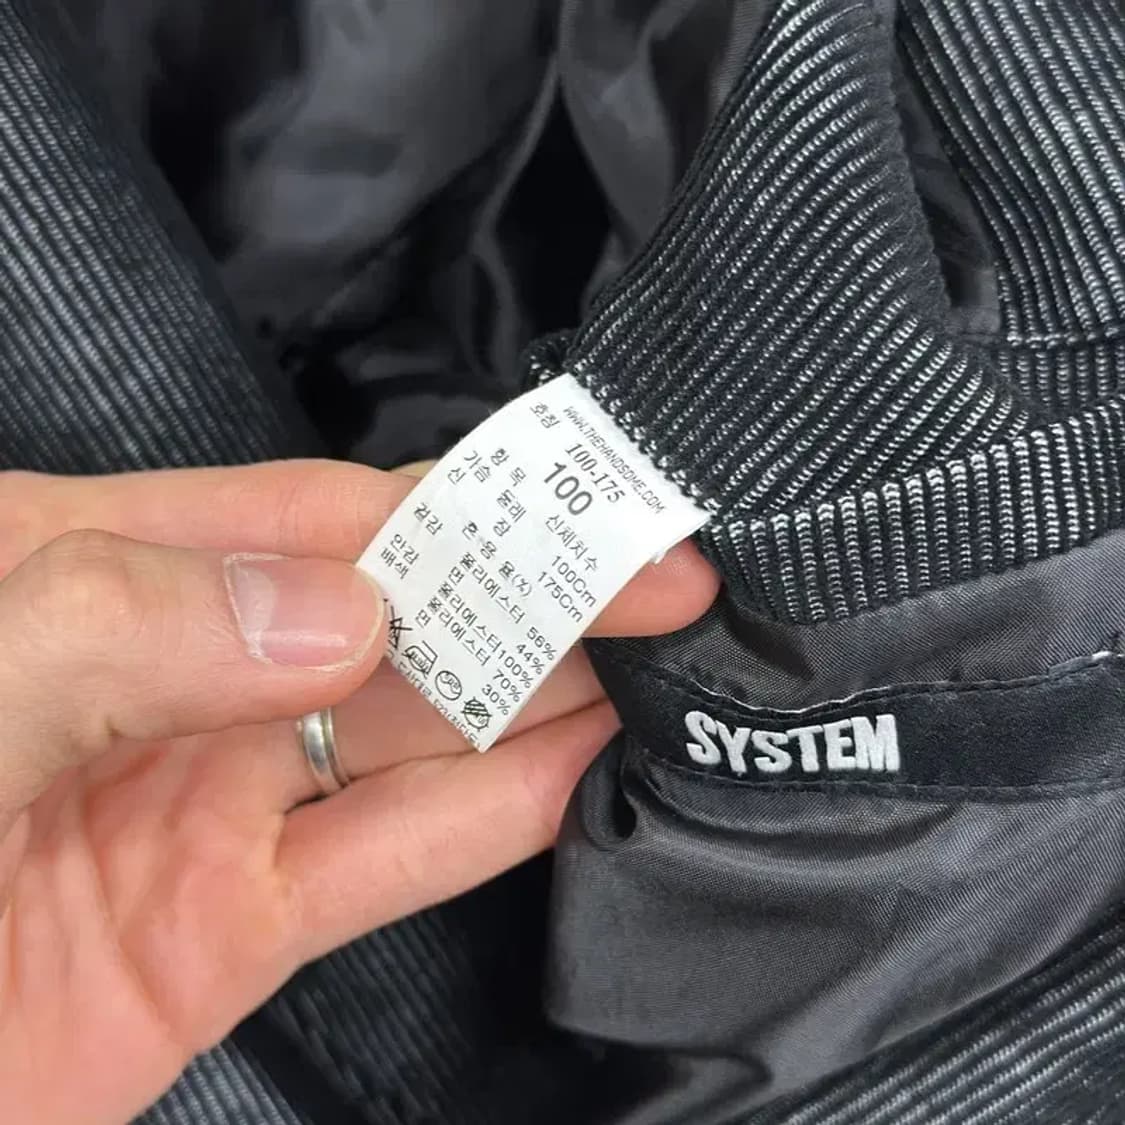 WWW.THEHANDSOME.COM
호칭 100-175
100
항 목 신체치수
가슴 둘레 100Cm
신 장 175Cm
겉감 혼 용 율(%)
폴리에스터 56%
면 44%
안감 폴리에스터100%
배색 폴리에스터 70%
면 30%
SYSTEM